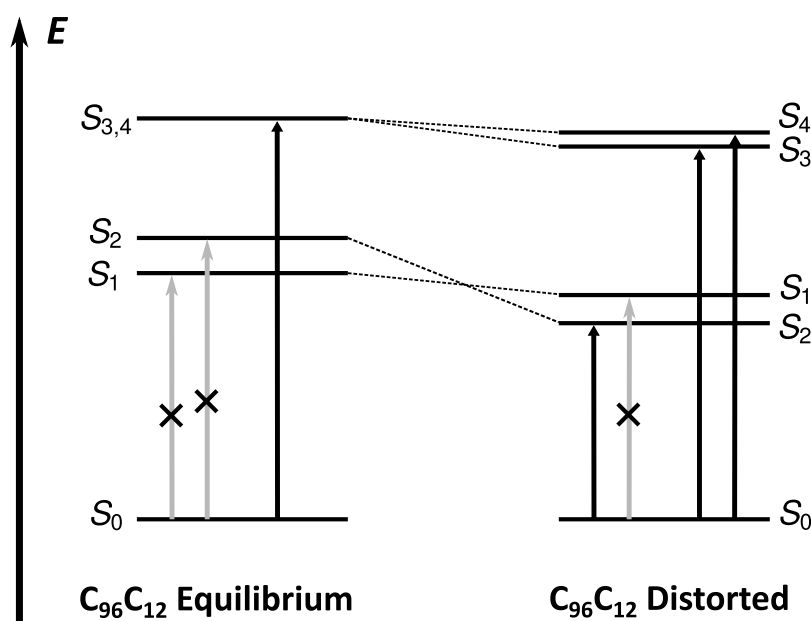 E
S₃,₄
S₂
S₁
S₀
S₄
S₃
S₁
S₂
S₀
C₉₆C₁₂ Equilibrium
C₉₆C₁₂ Distorted